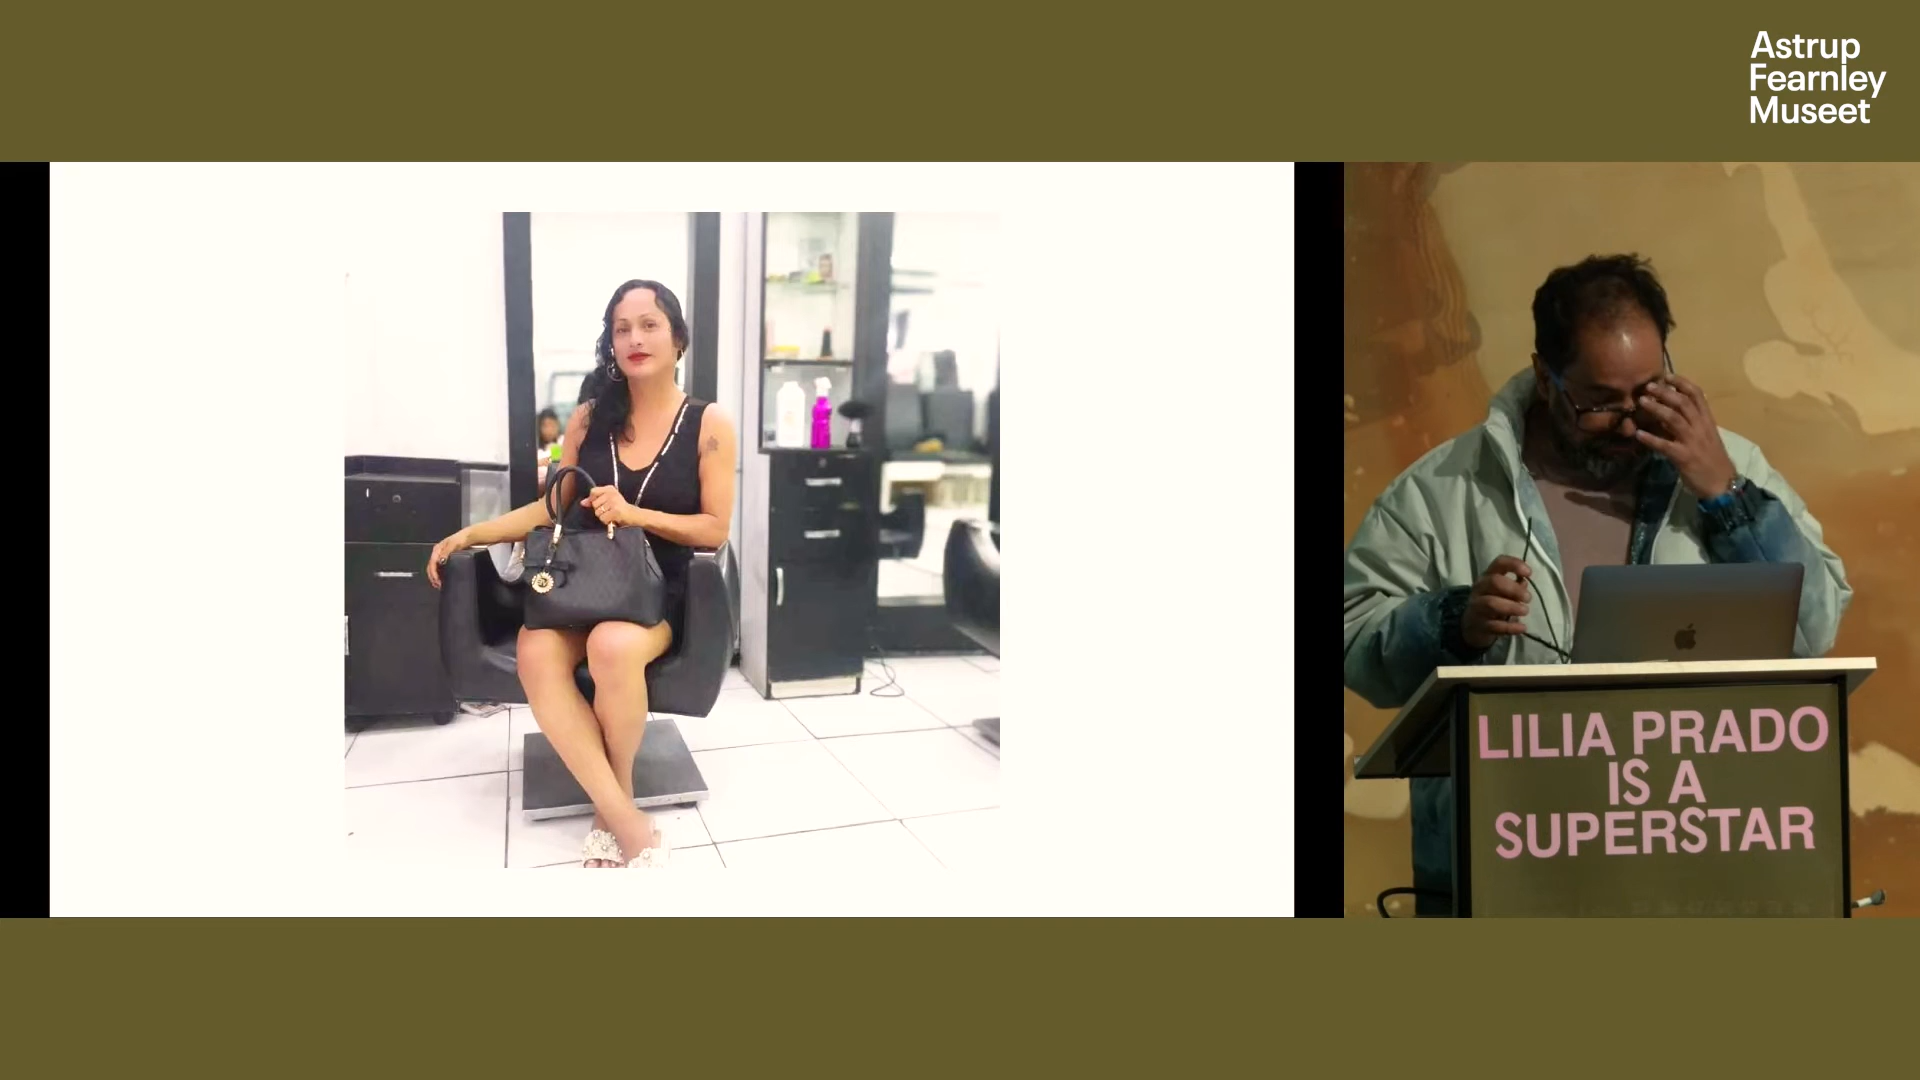 Astrup
Fearnley
Museet
LILIA PRADO
IS A
SUPERSTAR